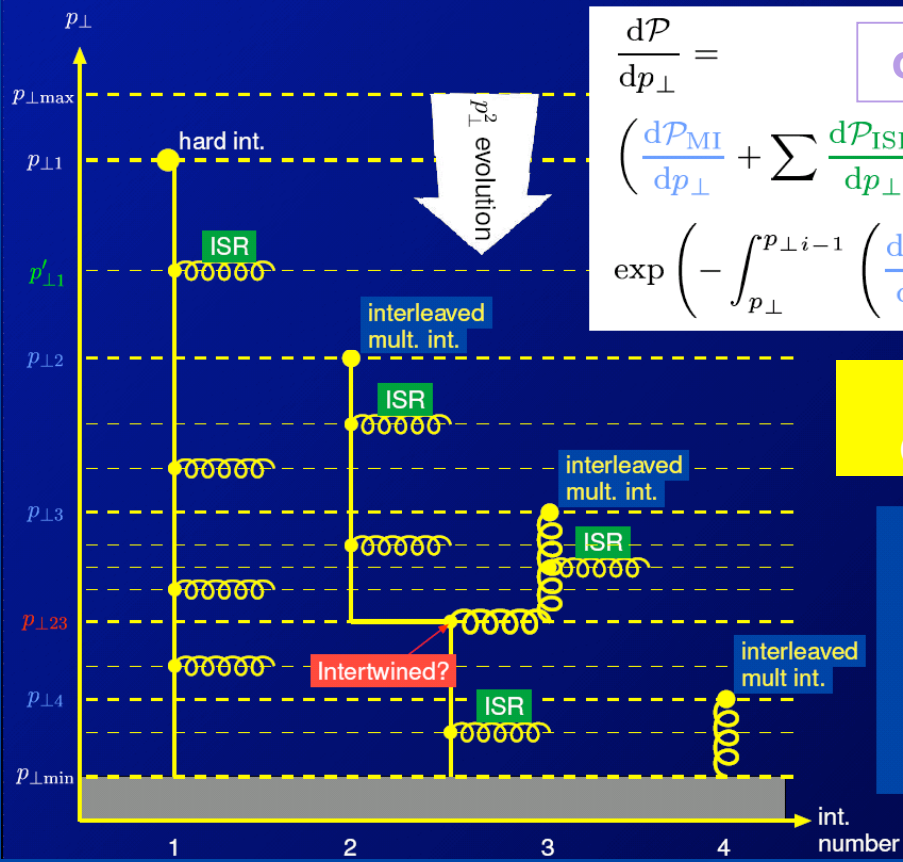 p⊥
p⊥max
p⊥1
hard int.
ISR
p′⊥1
p²⊥ evolution
dP
dp⊥
=
(
dP_MI
dp⊥
+ ∑
dp⊥
exp ( − ∫
p⊥i−1
p⊥
(
interleaved
mult. int.
p⊥2
ISR
interleaved
mult. int.
p⊥3
ISR
p⊥23
Intertwined?
interleaved
mult int.
p⊥4
ISR
p⊥min
int.
number
1 2 3 4